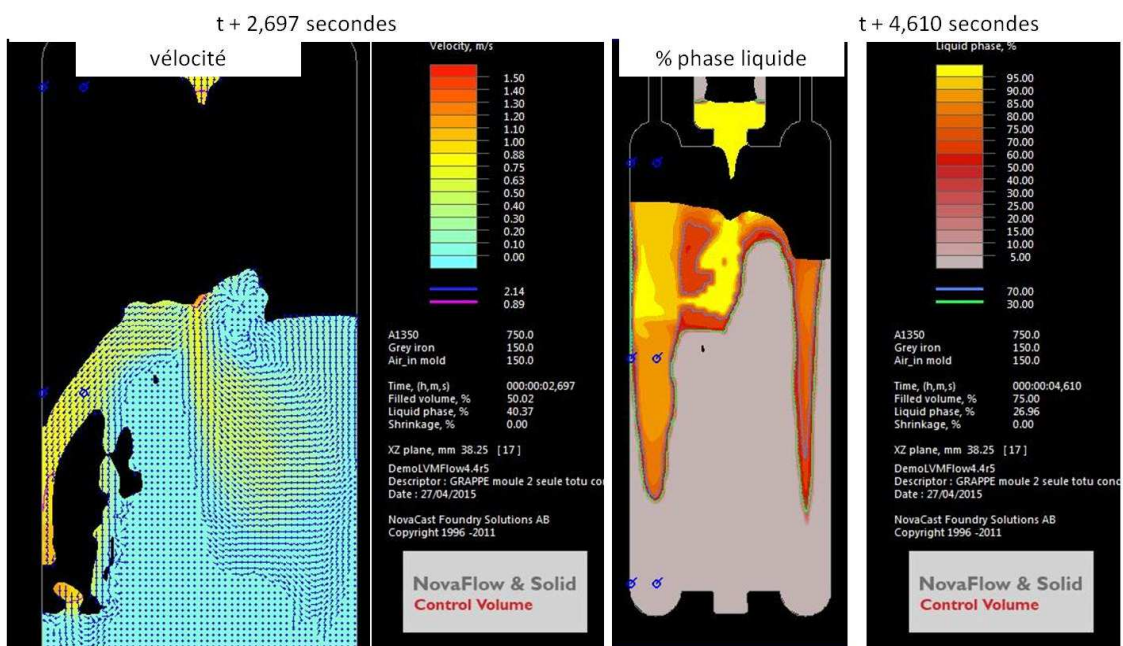 t + 2,697 secondes
t + 4,610 secondes
vélocité
Velocity, m/s
1.50
1.40
1.30
1.20
1.10
1.00
0.88
0.75
0.63
0.50
0.40
0.30
0.20
0.10
0.00
2.14
0.89
A1350 750.0
Grey iron 150.0
Air_in mold 150.0
Time, (h,m,s) 000:00:02,697
Filled volume, % 50.02
Liquid phase, % 40.37
Shrinkage, % 0.00
XZ plane, mm 38.25 [17]
DemoLVMFlow4.4r5
Descriptor : GRAPPE moule 2 seule totu con
Date : 27/04/2015
NovaCast Foundry Solutions AB
Copyright 1996 -2011
NovaFlow & Solid
Control Volume
% phase liquide
Liquid phase, %
95.00
90.00
85.00
80.00
75.00
70.00
60.00
50.00
40.00
30.00
25.00
20.00
15.00
10.00
5.00
70.00
30.00
A1350 750.0
Grey iron 150.0
Air_in mold 150.0
Time, (h,m,s) 000:00:04,610
Filled volume, % 75.00
Liquid phase, % 26.96
Shrinkage, % 0.00
XZ plane, mm 38.25 [17]
DemoLVMFlow4.4r5
Descriptor : GRAPPE moule 2 seule totu conc
Date : 27/04/2015
NovaCast Foundry Solutions AB
Copyright 1996 -2011
NovaFlow & Solid
Control Volume